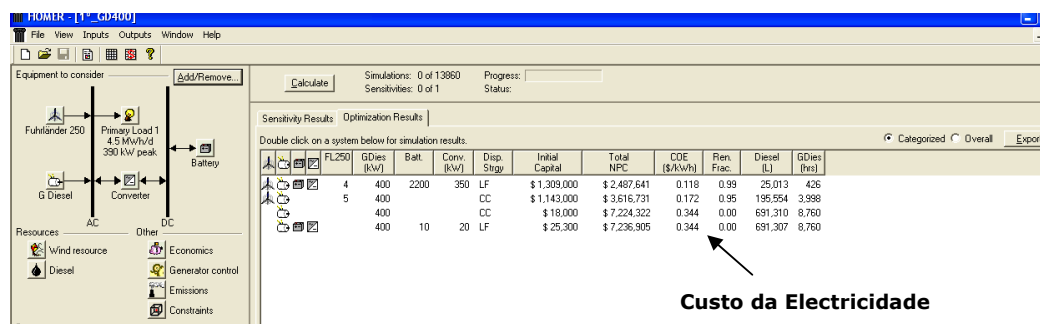 HOMER - [1º_GD400]
File View Inputs Outputs Window Help
Equipment to consider
Add/Remove...
Fuhrländer 250
Primary Load 1
4.5 MWh/d
390 kW peak
Battery
G Diesel
Converter
AC
DC
Resources
Other
Wind resource
Economics
Diesel
Generator control
Emissions
Constraints
Calculate
Simulations: 0 of 13860
Progress:
Sensitivities: 0 of 1
Status:
Sensitivity Results
Optimization Results
Double click on a system below for simulation results.
Categorized
Overall
Expor
FL250 GDies (kW) Batt. Conv. (kW) Disp. Strgy Initial Capital Total NPC COE ($/kWh) Ren. Frac. Diesel (L) GDies (hrs)
4 400 2200 350 LF $ 1,309,000 $ 2,487,641 0.118 0.99 25,013 426
5 400 CC $ 1,143,000 $ 3,616,731 0.172 0.95 195,554 3,998
400 CC $ 18,000 $ 7,224,322 0.344 0.00 691,310 8,760
400 10 20 LF $ 25,300 $ 7,236,905 0.344 0.00 691,307 8,760
Custo da Electricidade